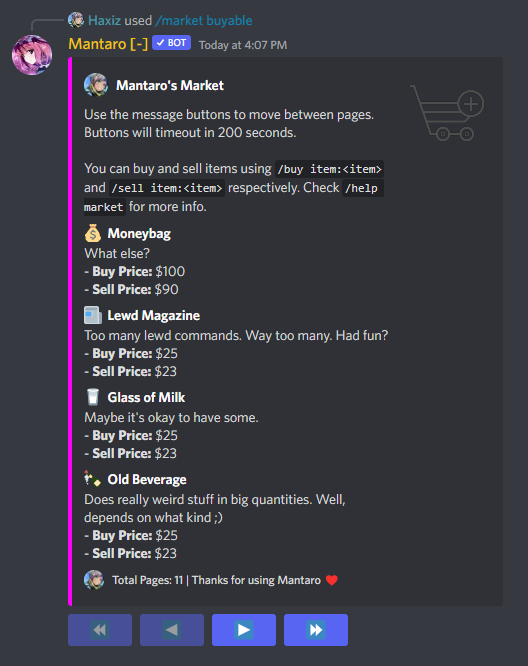 Haxiz used /market buyable
Mantaro [-] ✓ BOT Today at 4:07 PM
Mantaro's Market
Use the message buttons to move between pages.
Buttons will timeout in 200 seconds.
You can buy and sell items using /buy item:<item>
and /sell item:<item> respectively. Check /help
market for more info.
Moneybag
What else?
- Buy Price: $100
- Sell Price: $90
Lewd Magazine
Too many lewd commands. Way too many. Had fun?
- Buy Price: $25
- Sell Price: $23
Glass of Milk
Maybe it's okay to have some.
- Buy Price: $25
- Sell Price: $23
Old Beverage
Does really weird stuff in big quantities. Well,
depends on what kind ;)
- Buy Price: $25
- Sell Price: $23
Total Pages: 11 | Thanks for using Mantaro ❤️